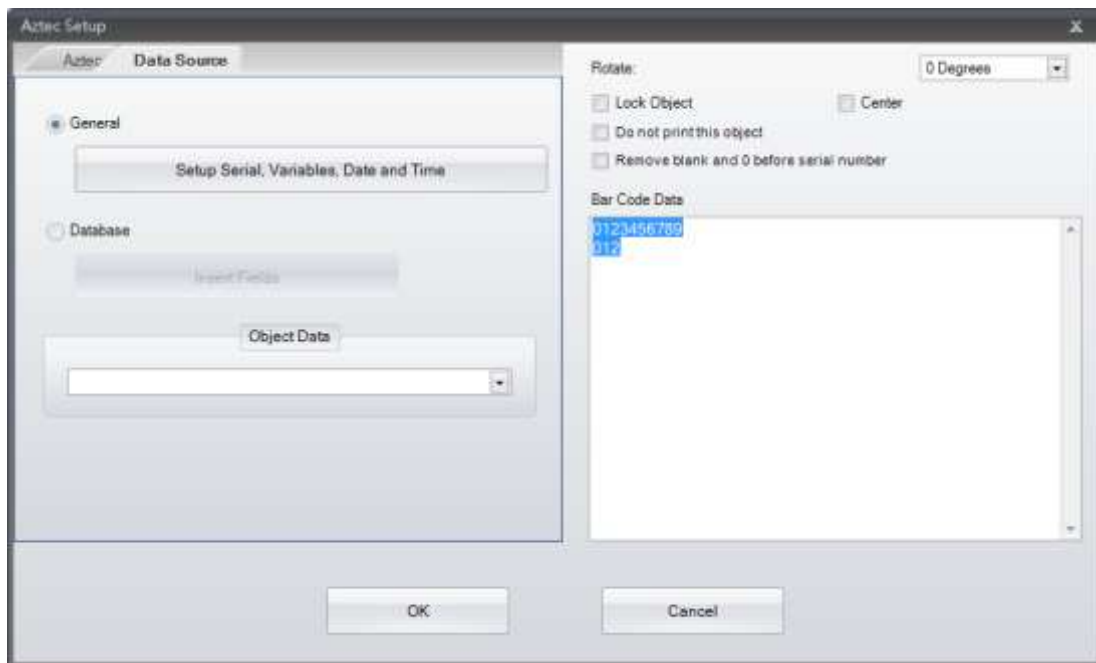 Aztec Setup
x
Aztec
Data Source
General
Setup Serial, Variables, Date and Time
Database
Insert Fields
Object Data
Rotate:
0 Degrees
Lock Object
Center
Do not print this object
Remove blank and 0 before serial number
Bar Code Data
0123456789
012
OK
Cancel